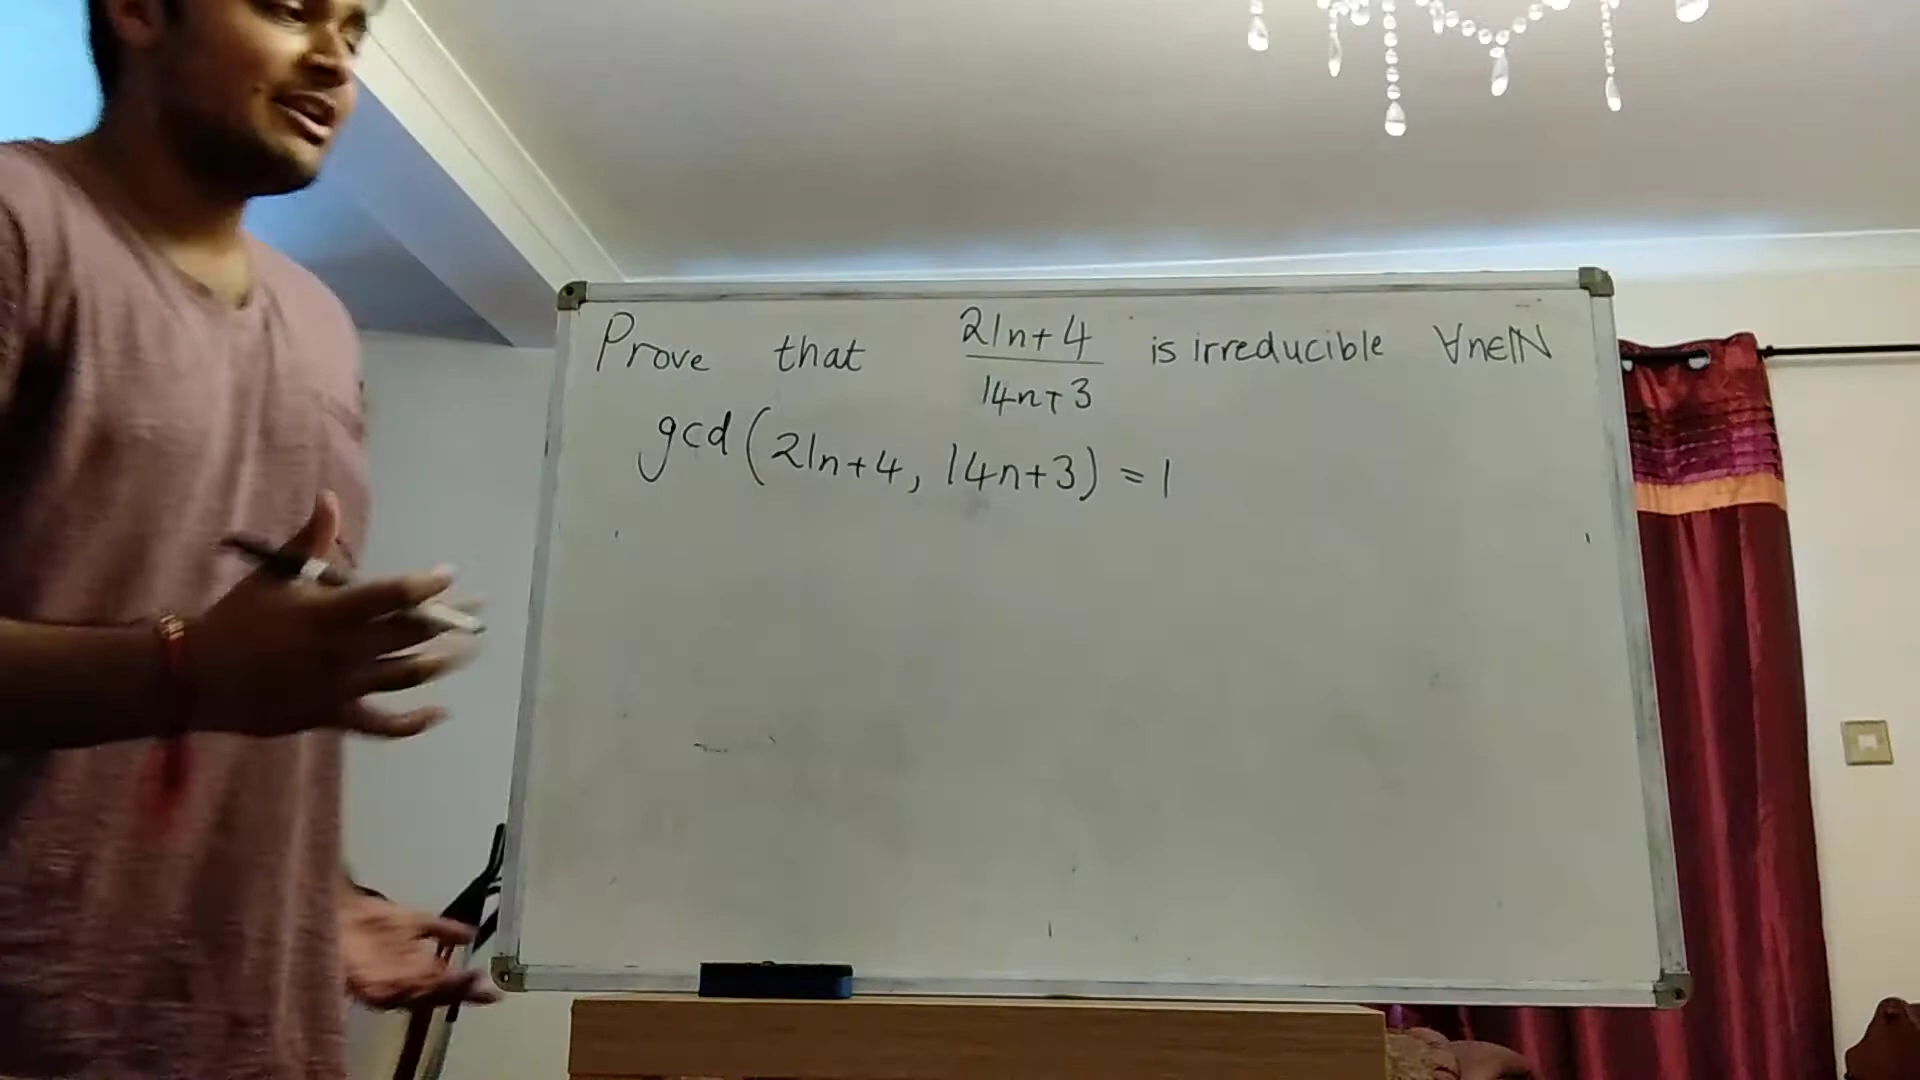 Prove that 21n+4/14n+3 is irreducible ∀n∈ℕ
gcd(21n+4, 14n+3) = 1